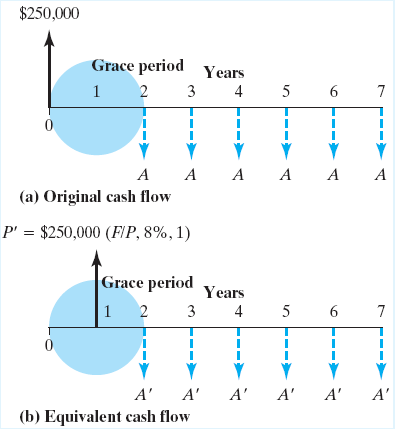 $250,000
Grace period
Years
1 2 3 4 5 6 7
0
A A A A A A
(a) Original cash flow
P′ = $250,000 (F/P, 8%, 1)
Grace period
Years
1 2 3 4 5 6 7
0
A′ A′ A′ A′ A′ A′
(b) Equivalent cash flow